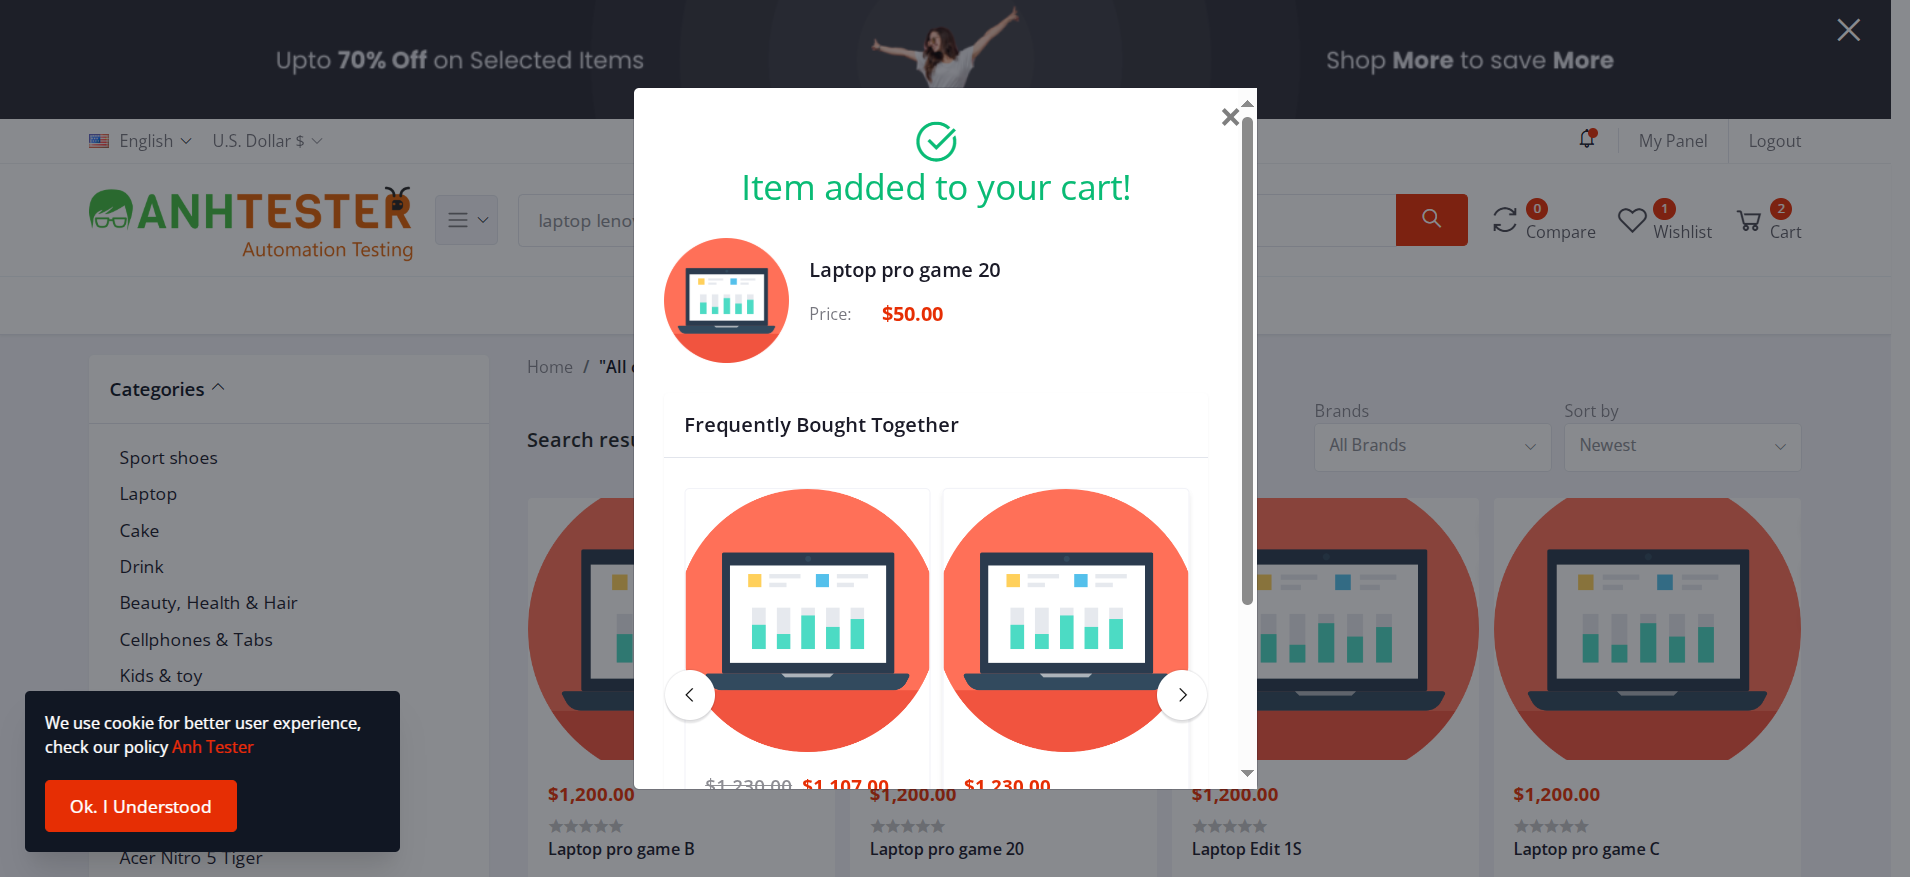 Upto 70% Off on Selected Items
Shop More to save More
English
U.S. Dollar $
My Panel
Logout
ANHTESTER
Automation Testing
laptop leno
0
Compare
1
Wishlist
2
Cart
Item added to your cart!
Laptop pro game 20
Price: $50.00
Frequently Bought Together
$1,230.00 $1,107.00
$1,230.00
Home / "All
Categories
Search resu
Brands
All Brands
Sort by
Newest
Sport shoes
Laptop
Cake
Drink
Beauty, Health & Hair
Cellphones & Tabs
Kids & toy
Acer Nitro 5 Tiger
We use cookie for better user experience,
check our policy Anh Tester
Ok. I Understood
$1,200.00
Laptop pro game B
$1,200.00
Laptop pro game 20
$1,200.00
Laptop Edit 1S
$1,200.00
Laptop pro game C